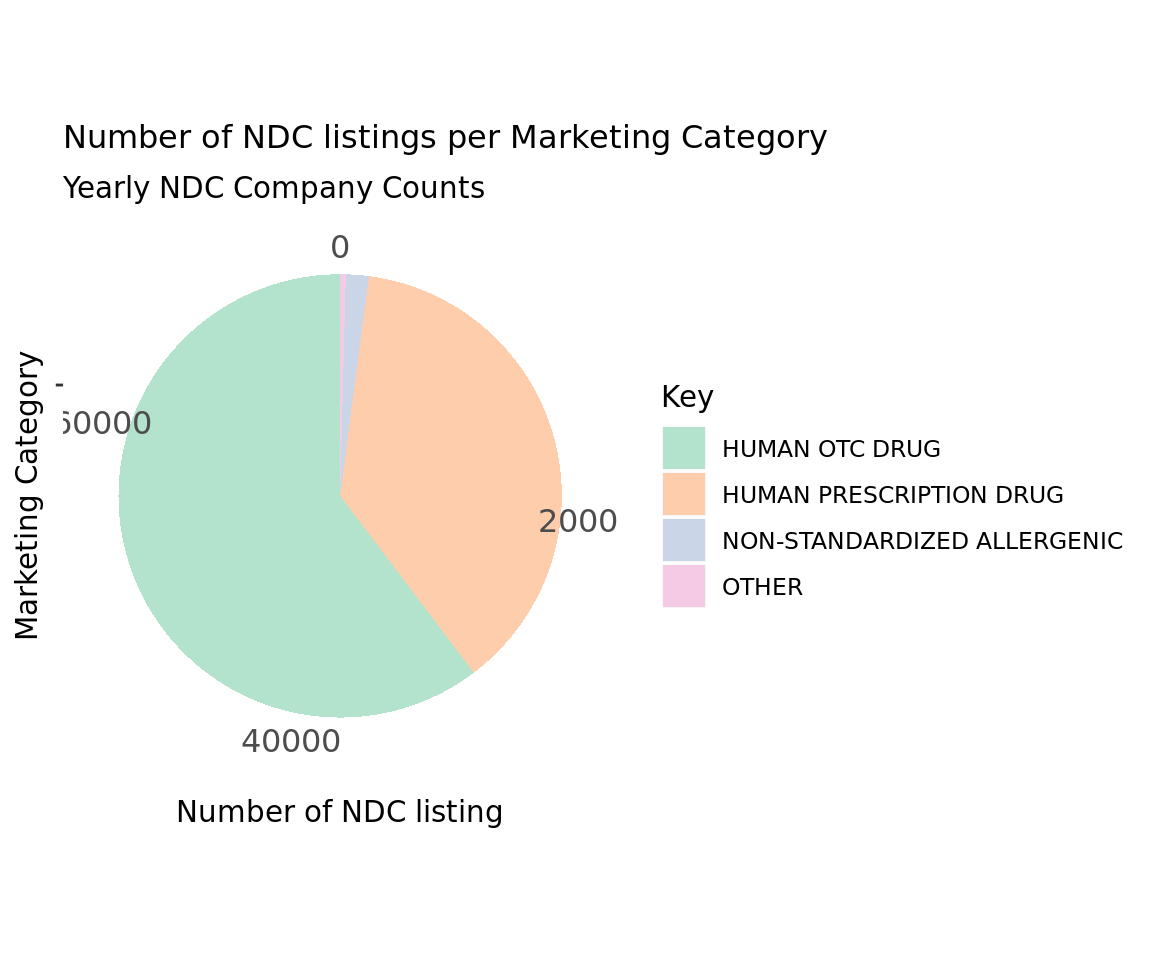 Number of NDC listings per Marketing Category
Yearly NDC Company Counts
0
Marketing Category
-
0000
2000
40000
Number of NDC listing
Key
HUMAN OTC DRUG
HUMAN PRESCRIPTION DRUG
NON-STANDARDIZED ALLERGENIC
OTHER